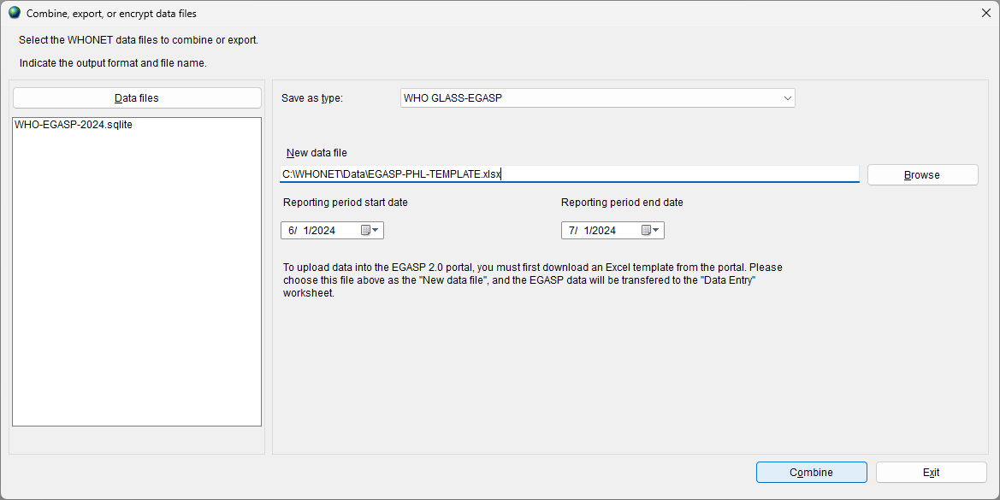 Combine, export, or encrypt data files
Select the WHONET data files to combine or export.
Indicate the output format and file name.
Data files
WHO-EGASP-2024.sqlite
Save as type:
WHO GLASS-EGASP
New data file
C:\WHONET\Data\EGASP-PHL-TEMPLATE.xlsx
Browse
Reporting period start date
Reporting period end date
6/ 1/2024
7/ 1/2024
To upload data into the EGASP 2.0 portal, you must first download an Excel template from the portal. Please
choose this file above as the "New data file", and the EGASP data will be transfered to the "Data Entry"
worksheet.
Combine
Exit